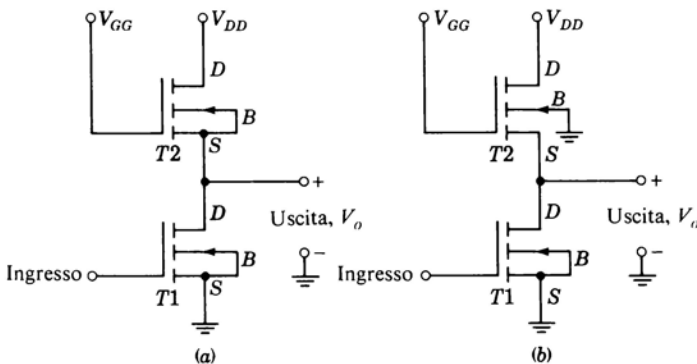 V_GG V_DD
D
B
T2 S
+
D
Uscita, V_o
B
Ingresso
T1 S
−
(a)
V_GG V_DD
D
B
T2 S
+
D
Uscita, V_o
B
Ingresso
T1 S
−
(b)